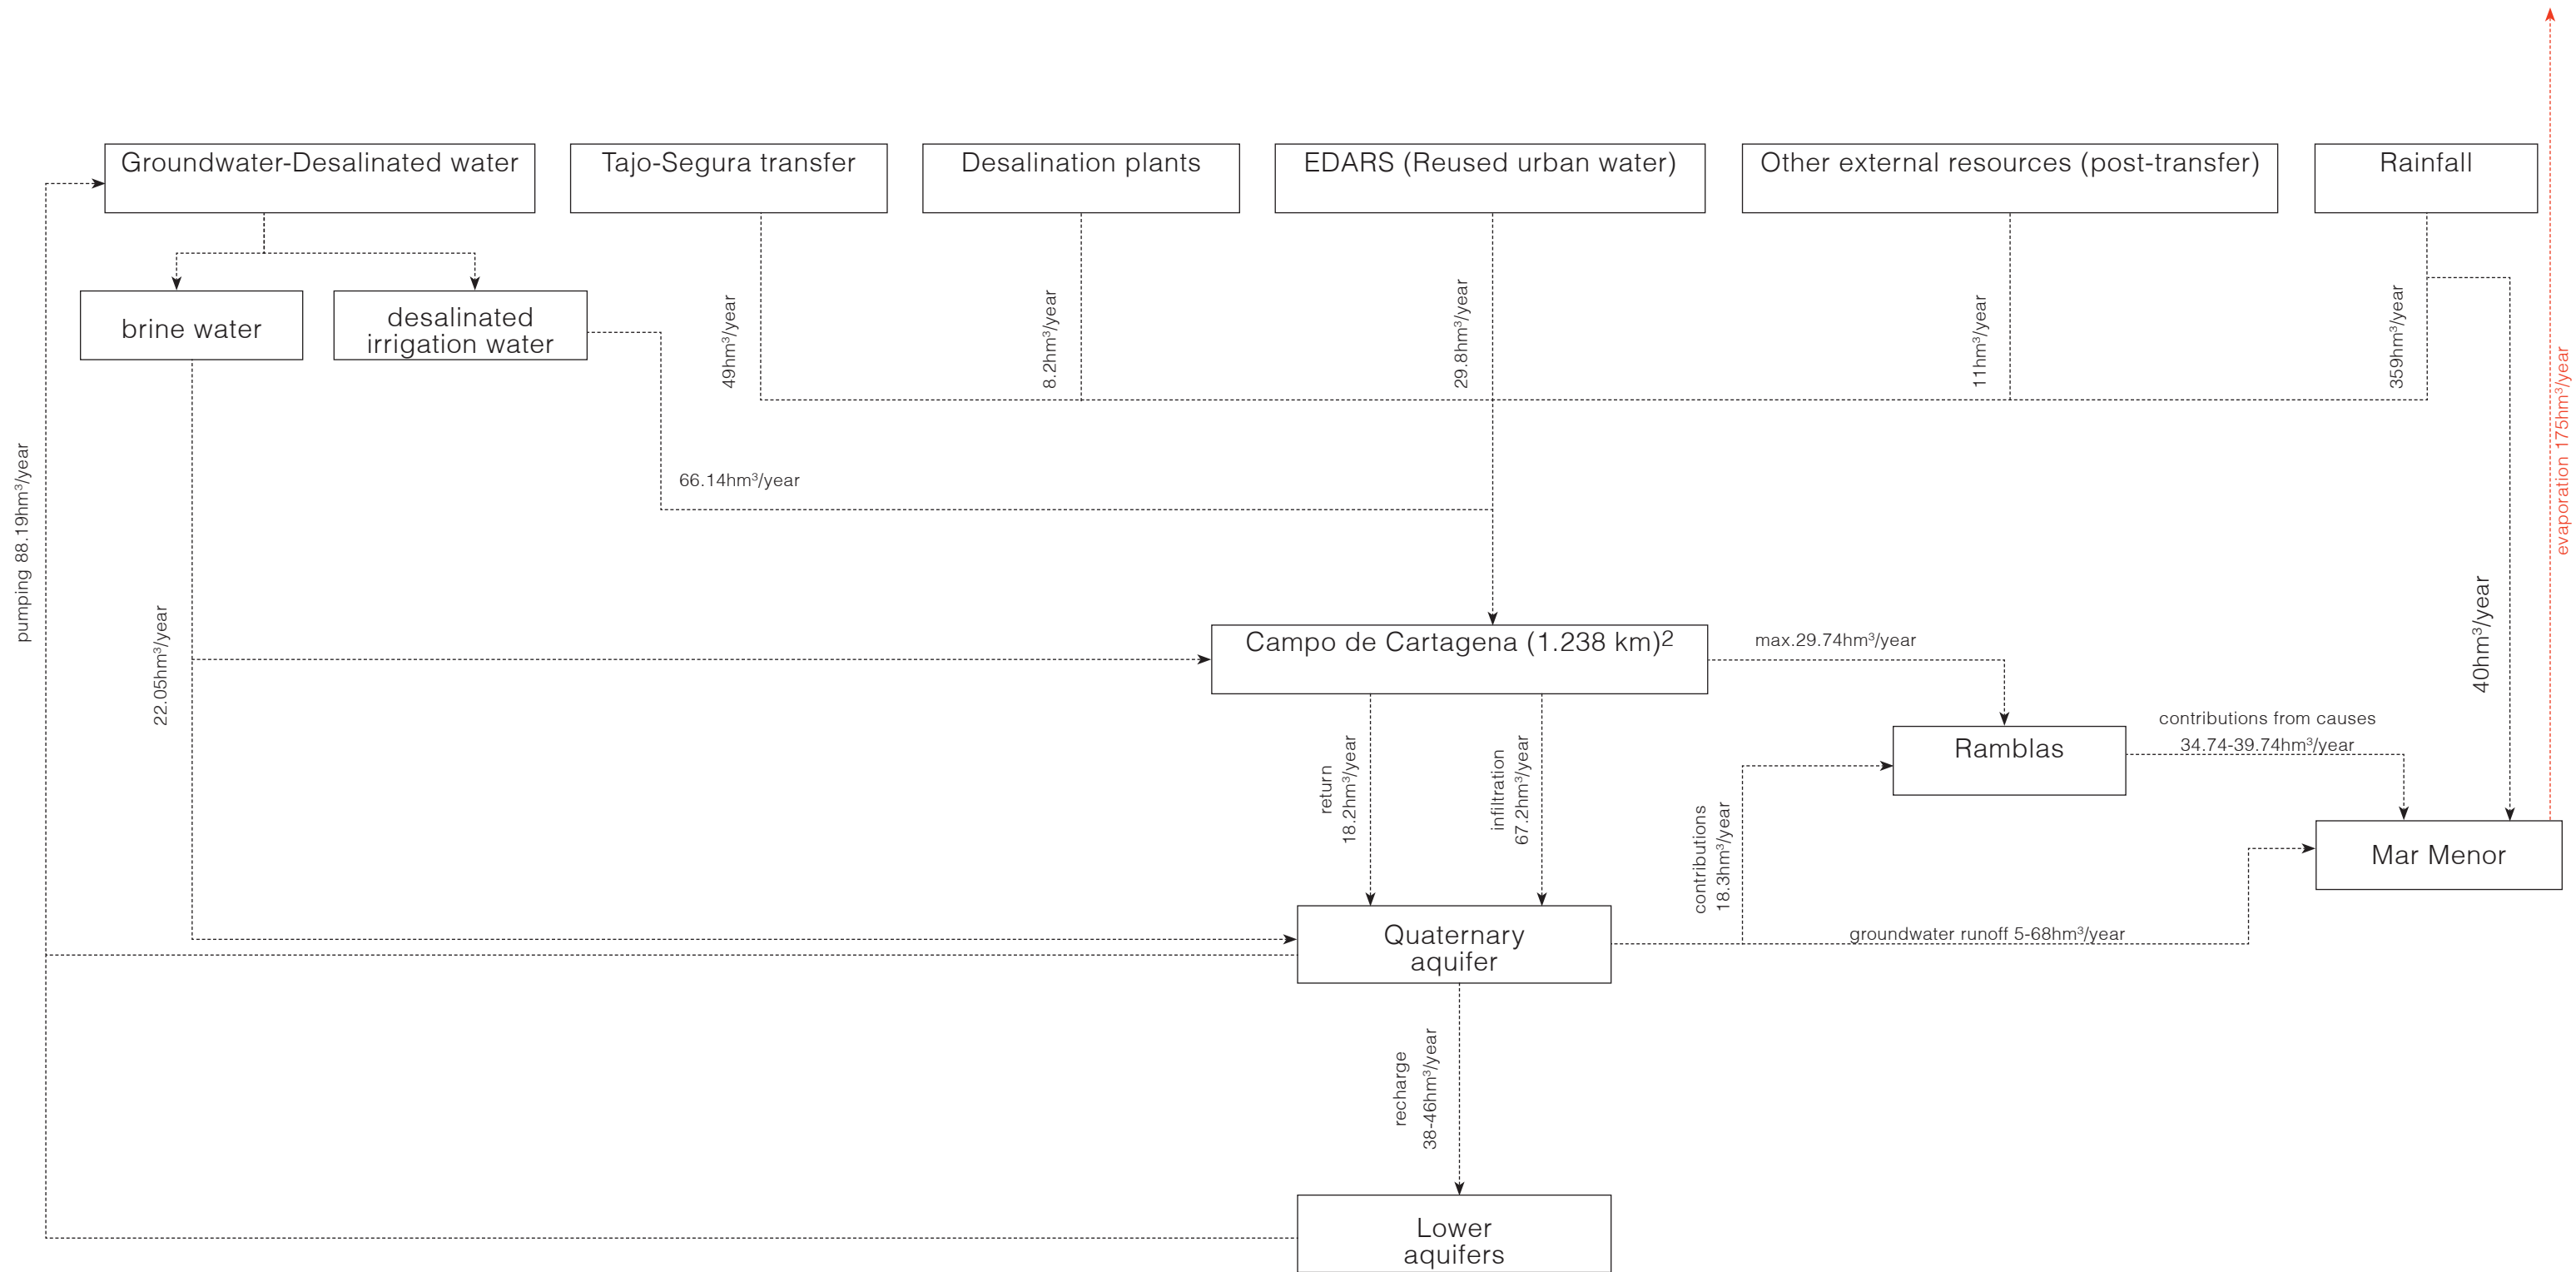 Groundwater-Desalinated water
Tajo-Segura transfer
Desalination plants
EDARS (Reused urban water)
Other external resources (post-transfer)
Rainfall
brine water
desalinated
irrigation water
49hm³/year
8.2hm³/year
29.8hm³/year
11hm³/year
359hm³/year
evaporation 175hm³/year
66.14hm³/year
pumping 88.19hm³/year
22.05hm³/year
40hm³/year
Campo de Cartagena (1.238 km)2
max.29.74hm³/year
contributions from causes
34.74-39.74hm³/year
Ramblas
return
18.2hm³/year
infiltration
67.2hm³/year
contributions
18.3hm³/year
Mar Menor
Quaternary
aquifer
groundwater runoff 5-68hm³/year
recharge
38-46hm³/year
Lower
aquifers